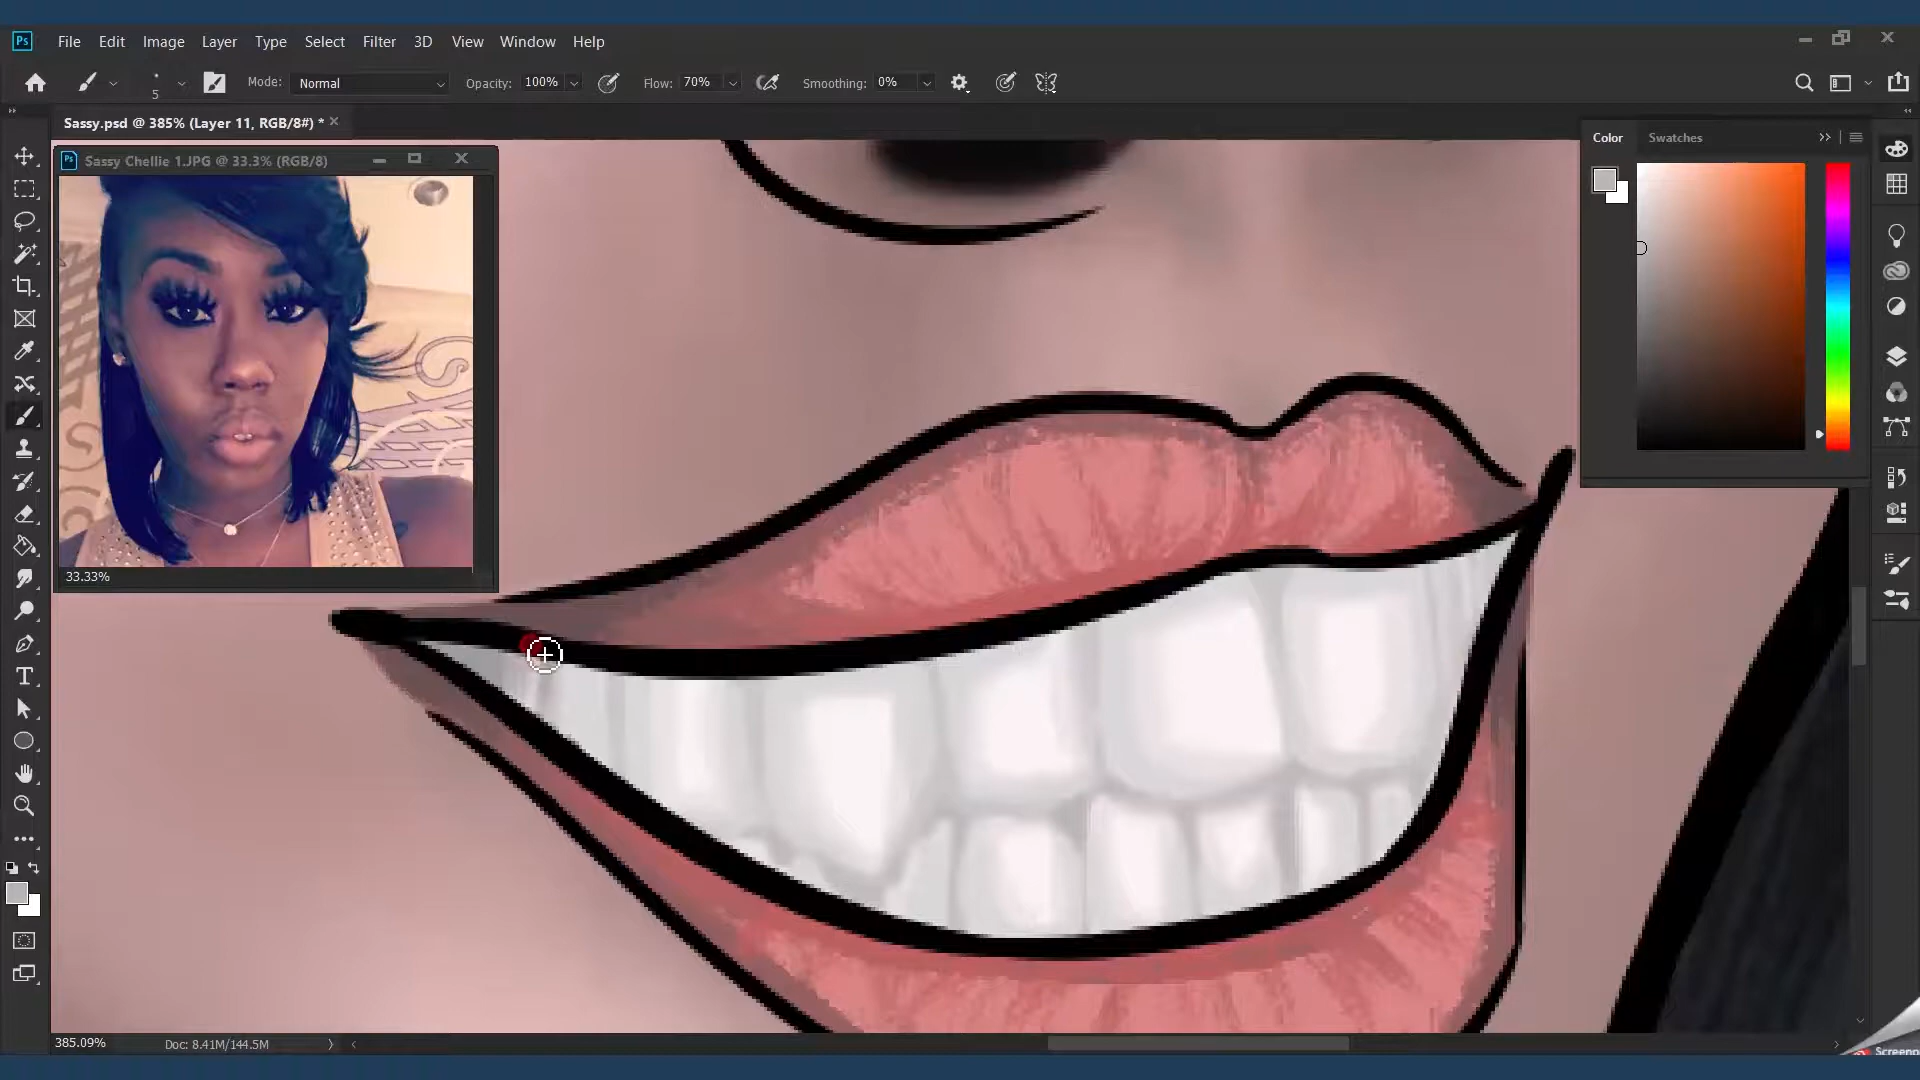 Ps File Edit Image Layer Type Select Filter 3D View Window Help
5 Mode: Normal Opacity: 100% Flow: 70% Smoothing: 0%
Sassy.psd @ 385% (Layer 11, RGB/8#) *
Color Swatches
Ps Sassy Chellie 1.JPG @ 33.3% (RGB/8)
33.33%
T
385.09% Doc: 8.41M/144.5M